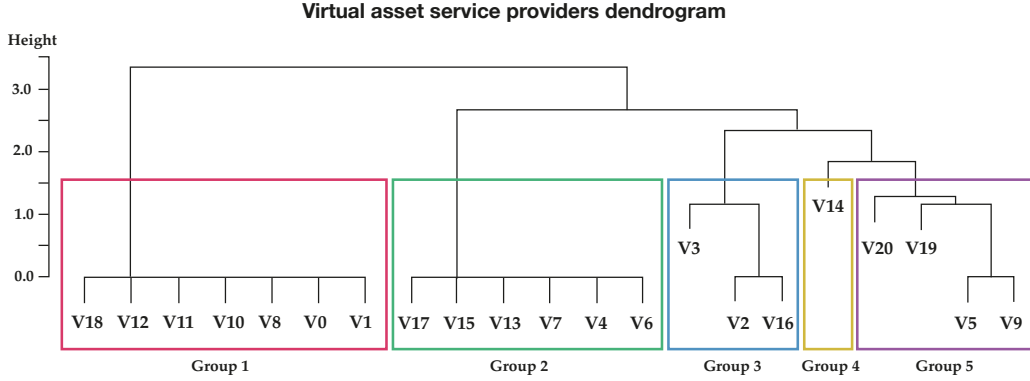 Virtual asset service providers dendrogram
Height
3.0
2.0
1.0
0.0
V14
V3
V20 V19
V18 V12 V11 V10 V8 V0 V1 V17 V15 V13 V7 V4 V6 V2 V16 V5 V9
Group 1 Group 2 Group 3 Group 4 Group 5